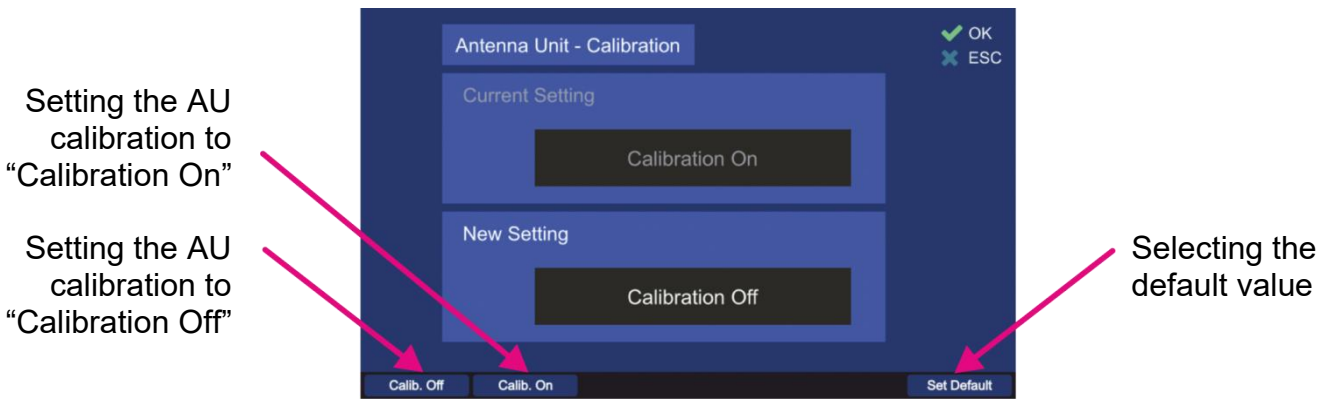 Setting the AU
calibration to
“Calibration On”
Setting the AU
calibration to
“Calibration Off”
Antenna Unit - Calibration
OK
ESC
Current Setting
Calibration On
New Setting
Calibration Off
Calib. Off
Calib. On
Set Default
Selecting the
default value